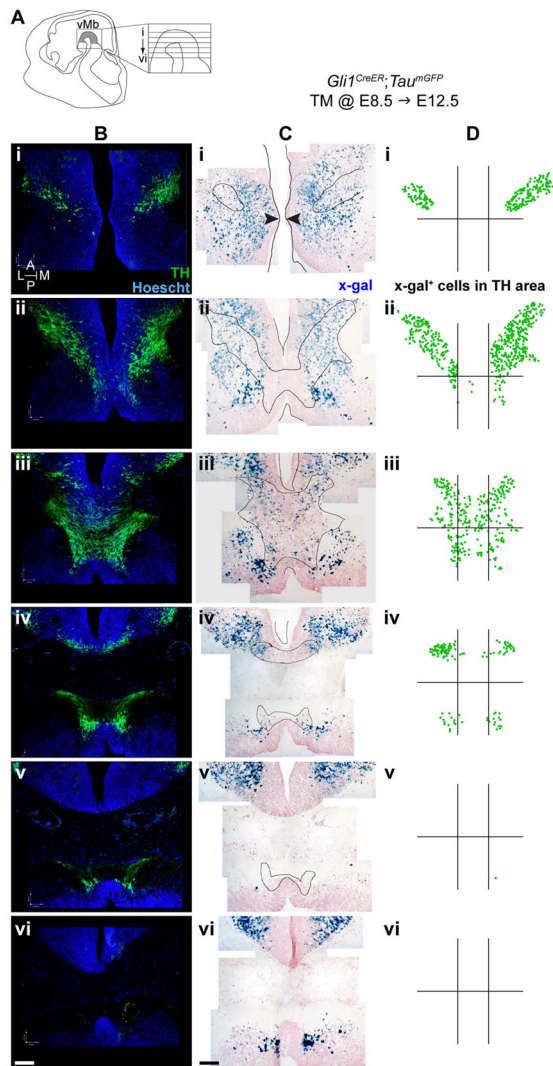 A
vMb
i
vi
Gli1CreER;TaumGFP
TM @ E8.5 → E12.5
B
C
D
i
i
i
A
L M
P
TH
Hoescht
x-gal
x-gal+ cells in TH area
ii
ii
ii
iii
iii
iii
iv
iv
iv
v
v
v
vi
vi
vi